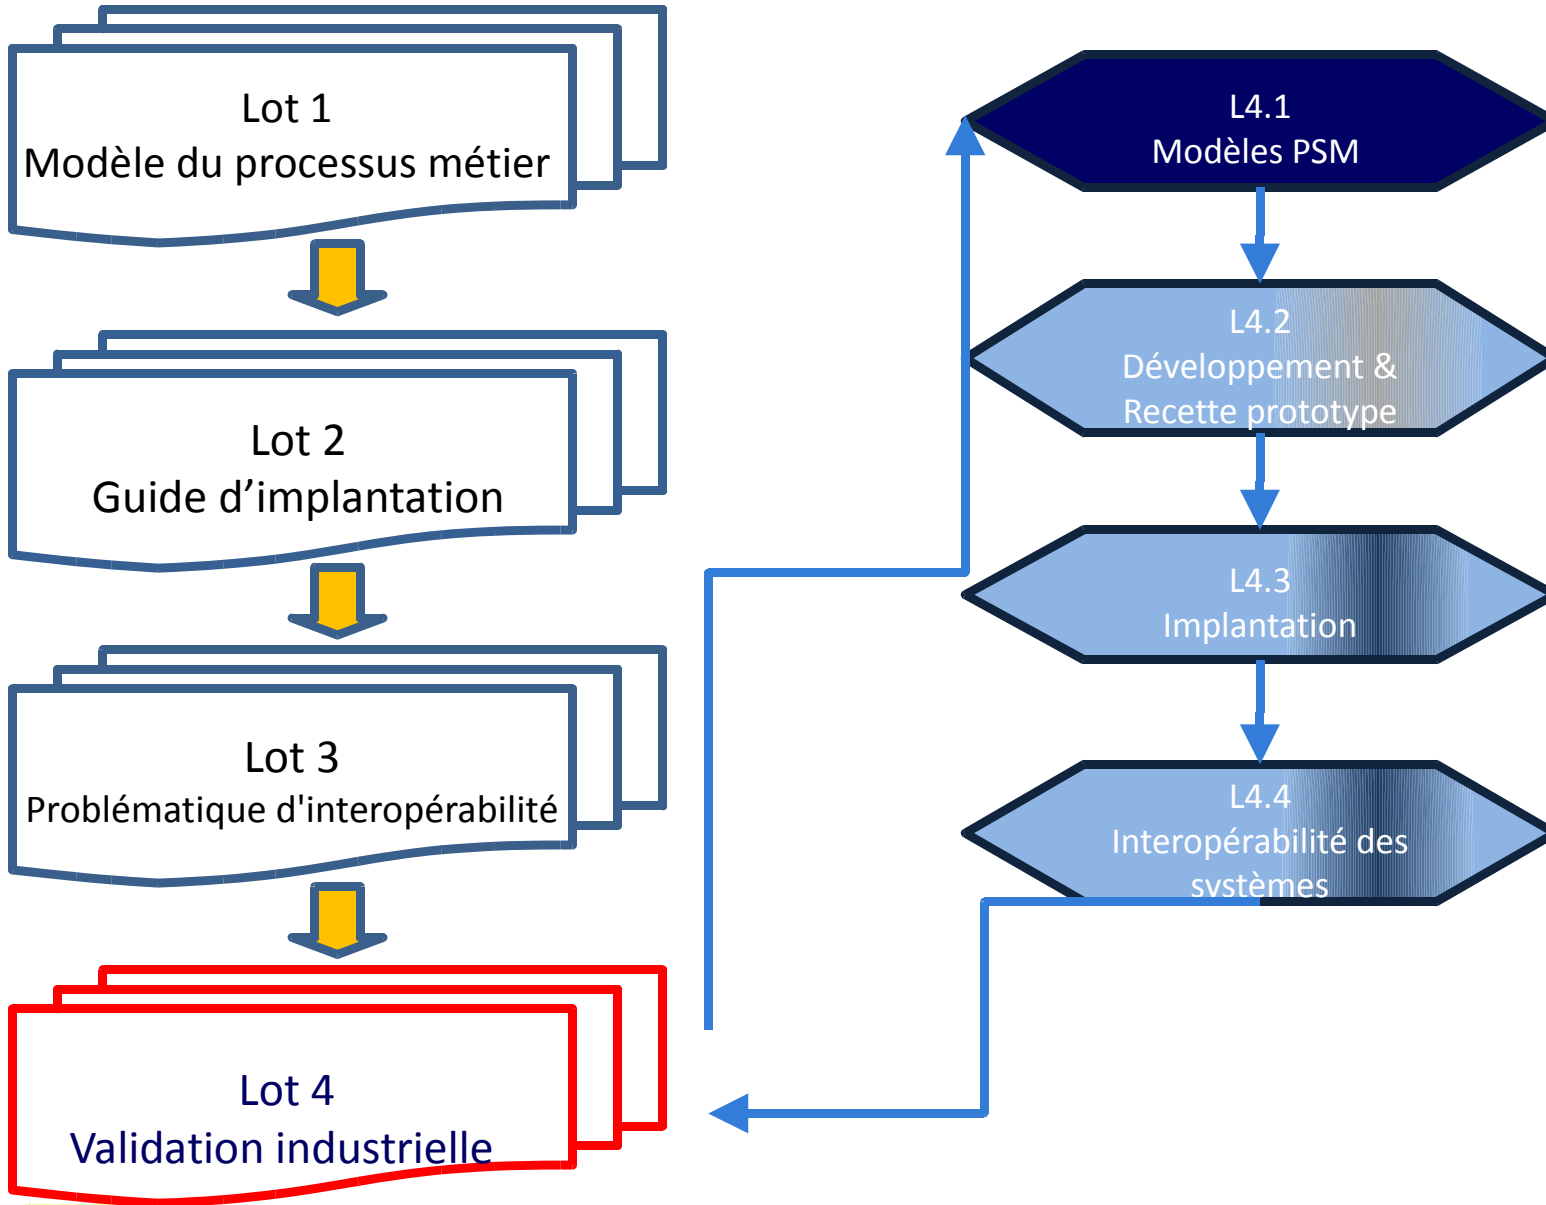 Lot 1
Modèle du processus métier
Lot 2
Guide d’implantation
Lot 3
Problématique d'interopérabilité
Lot 4
Validation industrielle
L4.1
Modèles PSM
L4.2
Développement &
Recette prototype
L4.3
Implantation
L4.4
Interopérabilité des
systèmes